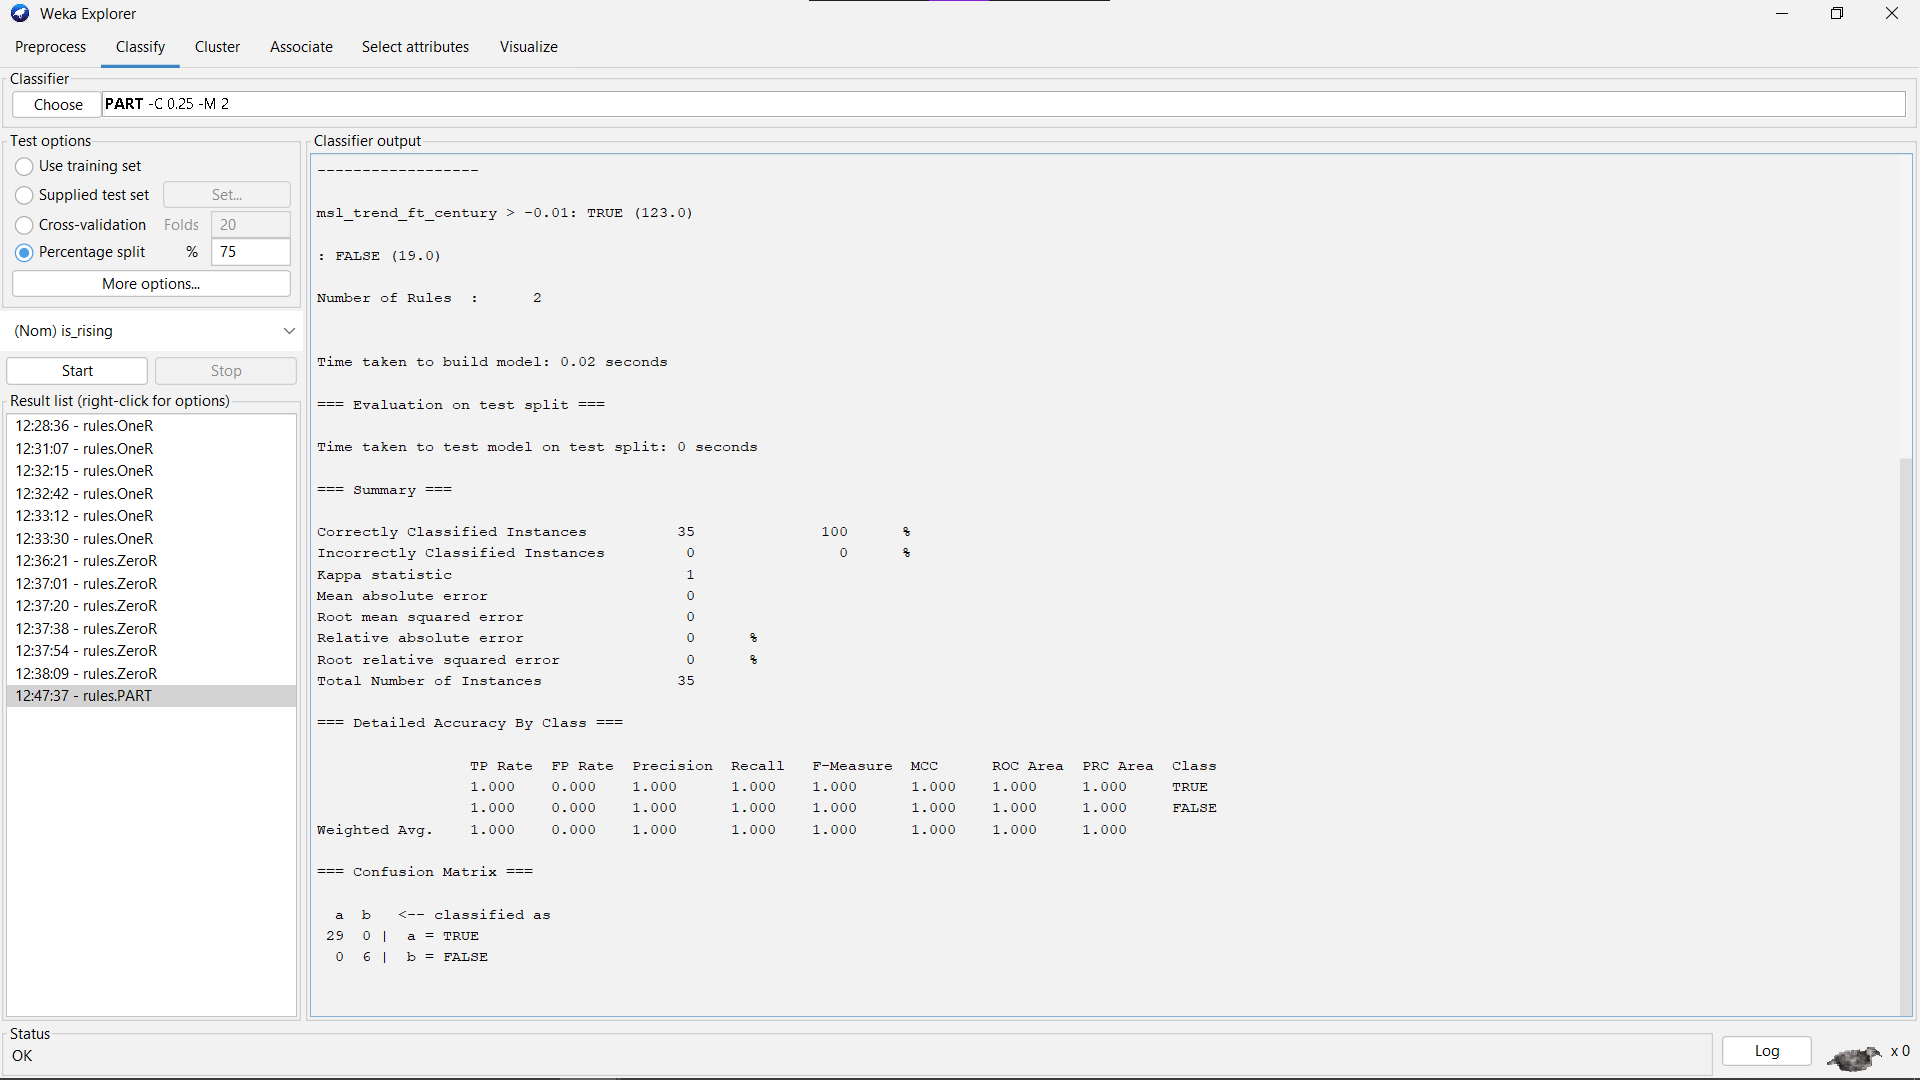 Weka Explorer
Preprocess Classify Cluster Associate Select attributes Visualize
Classifier
Choose PART -C 0.25 -M 2
Test options
Use training set
Supplied test set Set...
Cross-validation Folds 20
Percentage split % 75
More options...
(Nom) is_rising
Start Stop
Result list (right-click for options)
12:28:36 - rules.OneR
12:31:07 - rules.OneR
12:32:15 - rules.OneR
12:32:42 - rules.OneR
12:33:12 - rules.OneR
12:33:30 - rules.OneR
12:36:21 - rules.ZeroR
12:37:01 - rules.ZeroR
12:37:20 - rules.ZeroR
12:37:38 - rules.ZeroR
12:37:54 - rules.ZeroR
12:38:09 - rules.ZeroR
12:47:37 - rules.PART
Classifier output
------------------
msl_trend_ft_century > -0.01: TRUE (123.0)
: FALSE (19.0)
Number of Rules : 2
Time taken to build model: 0.02 seconds
=== Evaluation on test split ===
Time taken to test model on test split: 0 seconds
=== Summary ===
Correctly Classified Instances 35 100 %
Incorrectly Classified Instances 0 0 %
Kappa statistic 1
Mean absolute error 0
Root mean squared error 0
Relative absolute error 0 %
Root relative squared error 0 %
Total Number of Instances 35
=== Detailed Accuracy By Class ===
TP Rate FP Rate Precision Recall F-Measure MCC ROC Area PRC Area Class
1.000 0.000 1.000 1.000 1.000 1.000 1.000 1.000 TRUE
1.000 0.000 1.000 1.000 1.000 1.000 1.000 1.000 FALSE
Weighted Avg. 1.000 0.000 1.000 1.000 1.000 1.000 1.000 1.000
=== Confusion Matrix ===
a b <-- classified as
29 0 | a = TRUE
0 6 | b = FALSE
Status
OK
Log x 0